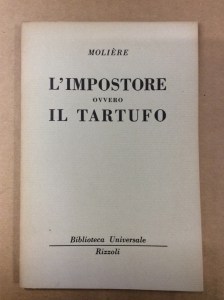 MOLIÈRE
L'IMPOSTORE
OVVERO
IL TARTUFO
Biblioteca Universale
Rizzoli